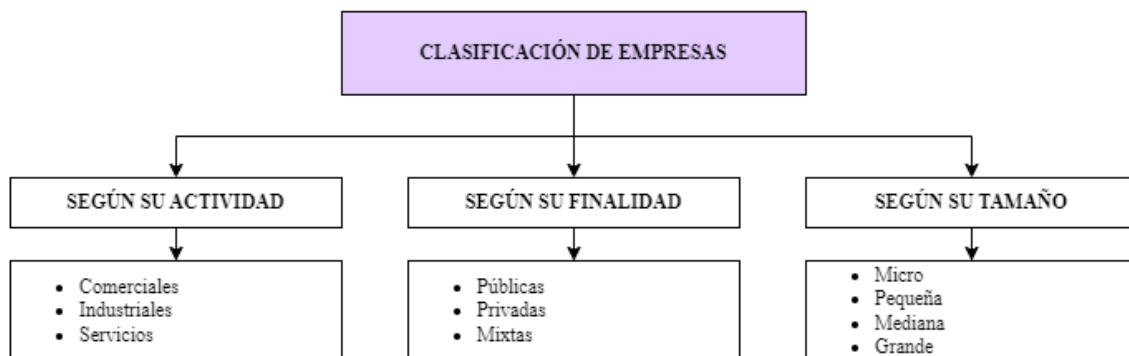 CLASIFICACIÓN DE EMPRESAS
SEGÚN SU ACTIVIDAD
• Comerciales
• Industriales
• Servicios
SEGÚN SU FINALIDAD
• Públicas
• Privadas
• Mixtas
SEGÚN SU TAMAÑO
• Micro
• Pequeña
• Mediana
• Grande